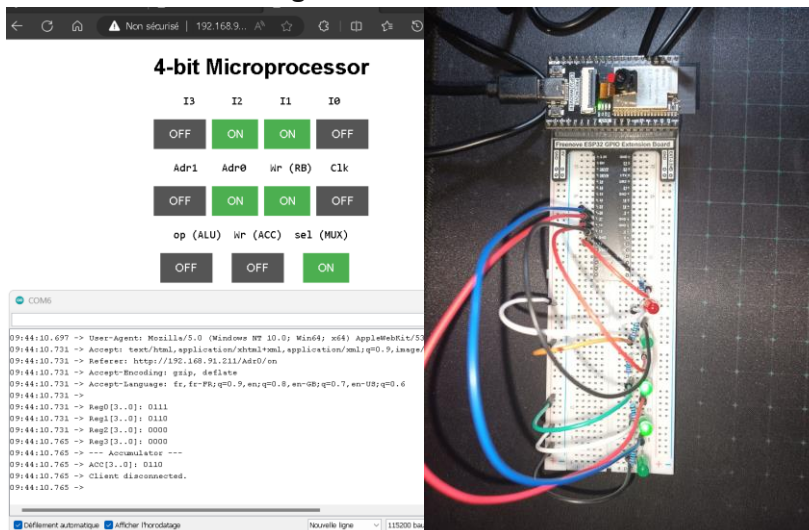 Non sécurisé | 192.168.9...
4-bit Microprocessor
I3 I2 I1 I0
OFF ON ON OFF
Adr1 Adr0 Wr (RB) Clk
OFF ON ON OFF
op (ALU) Wr (ACC) sel (MUX)
OFF OFF ON
COM6
09:44:10.697 -> User-Agent: Mozilla/5.0 (Windows NT 10.0; Win64; x64) AppleWebKit/53
09:44:10.731 -> Accept: text/html,application/xhtml+xml,application/xml;q=0.9,image/
09:44:10.731 -> Referer: http://192.168.91.211/Adr0/on
09:44:10.731 -> Accept-Encoding: gzip, deflate
09:44:10.731 -> Accept-Language: fr,fr-FR;q=0.9,en;q=0.8,en-GB;q=0.7,en-US;q=0.6
09:44:10.731 ->
09:44:10.731 -> Reg0[3..0]: 0111
09:44:10.731 -> Reg1[3..0]: 0110
09:44:10.731 -> Reg2[3..0]: 0000
09:44:10.765 -> Reg3[3..0]: 0000
09:44:10.765 -> --- Accumulator ---
09:44:10.765 -> ACC[3..0]: 0110
09:44:10.765 -> Client disconnected.
09:44:10.765 ->
Défilement automatique Afficher l'horodatage Nouvelle ligne 115200 bau
Freenove ESP32 GPIO Extension Board